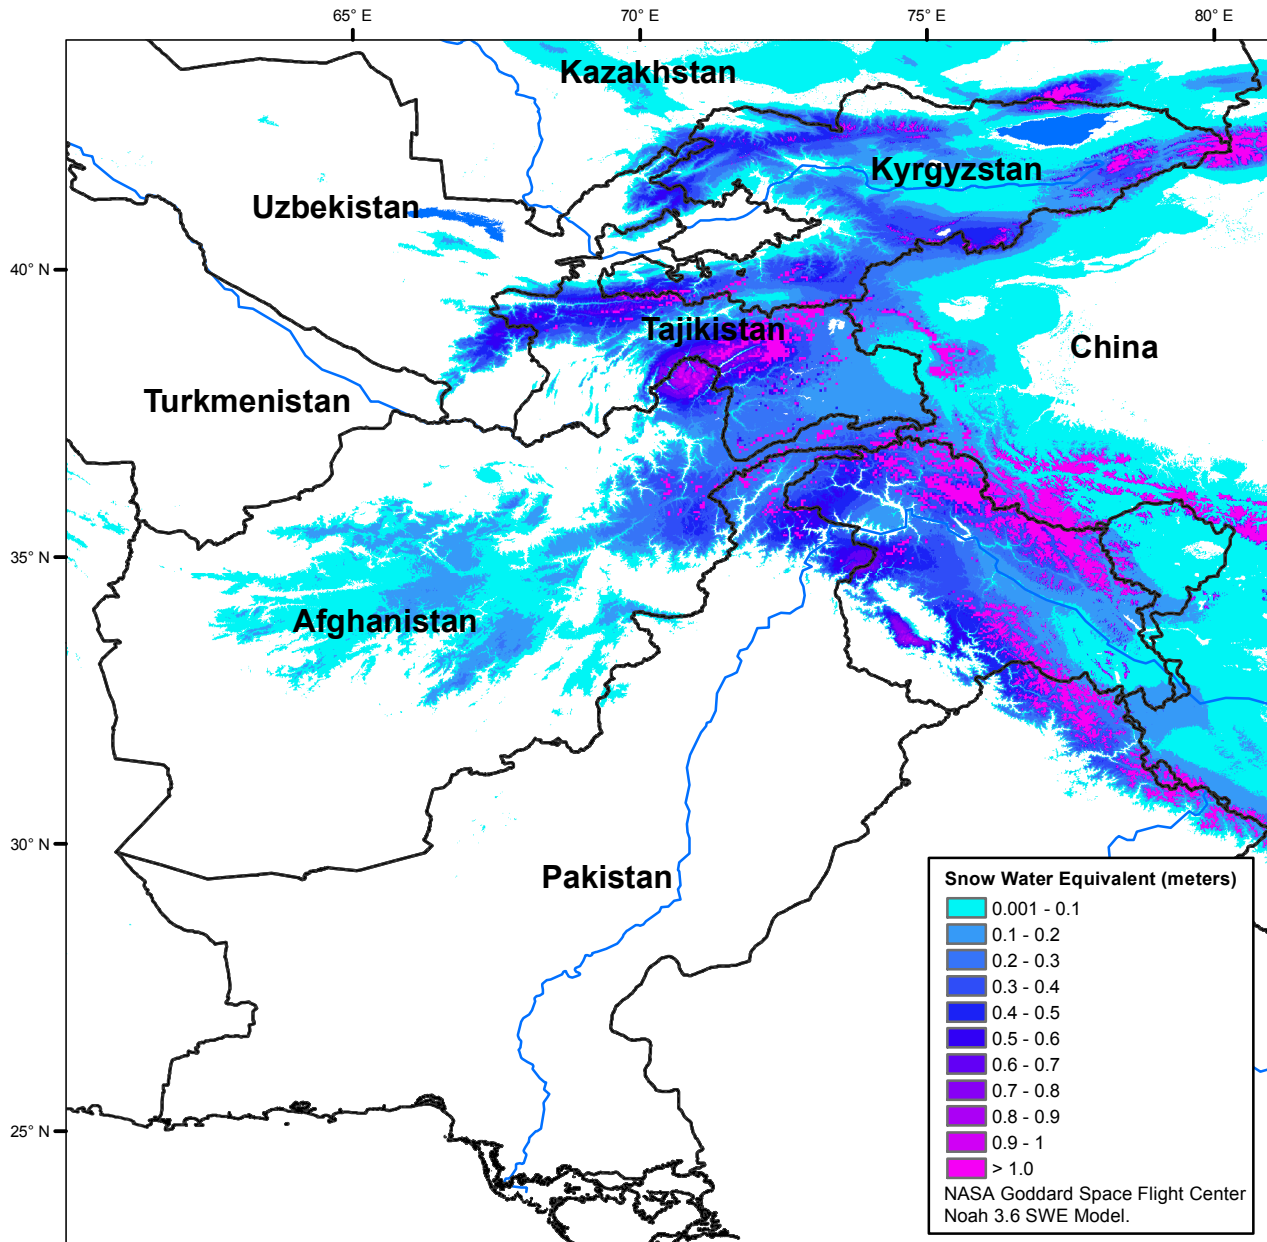 65° E
70° E
75° E
80° E
Kazakhstan
Kyrgyzstan
Uzbekistan
40° N
Tajikistan
China
Turkmenistan
35° N
Afghanistan
30° N
Pakistan
25° N
Snow Water Equivalent (meters)
0.001 - 0.1
0.1 - 0.2
0.2 - 0.3
0.3 - 0.4
0.4 - 0.5
0.5 - 0.6
0.6 - 0.7
0.7 - 0.8
0.8 - 0.9
0.9 - 1
> 1.0
NASA Goddard Space Flight Center
Noah 3.6 SWE Model.